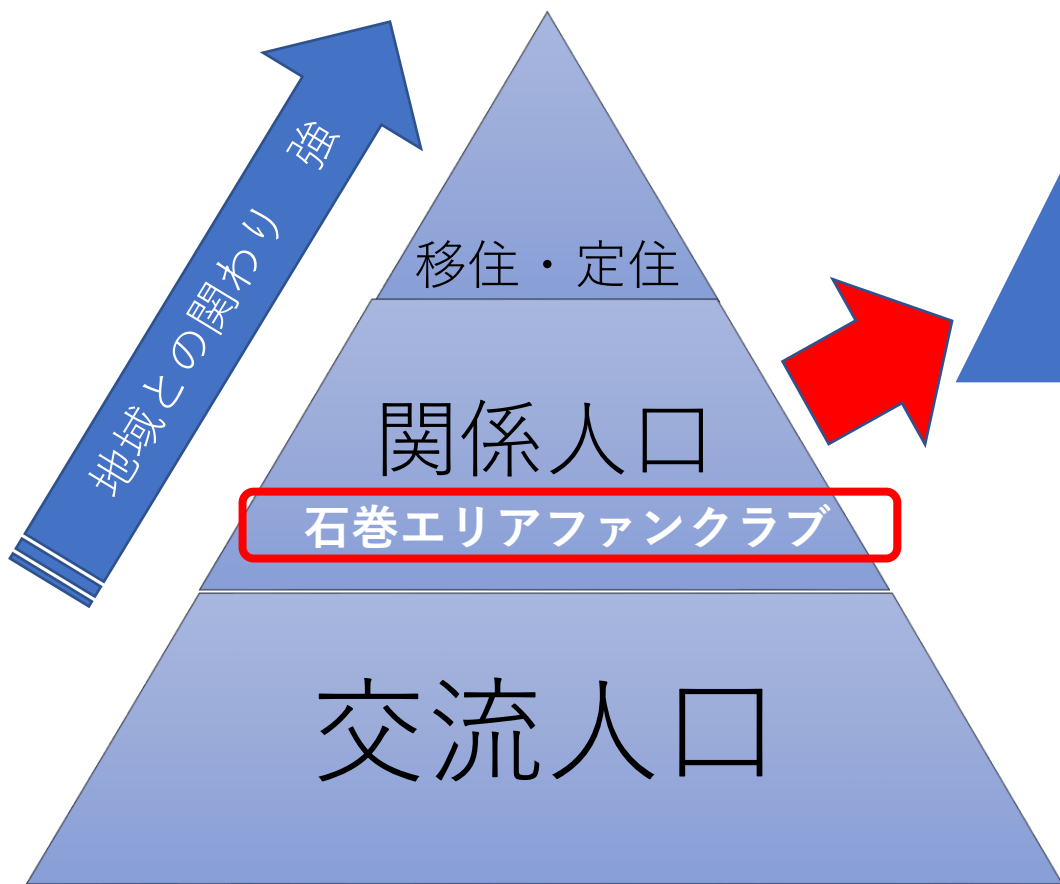 地域との関わり　強
移住・定住
関係人口
石巻エリアファンクラブ
交流人口